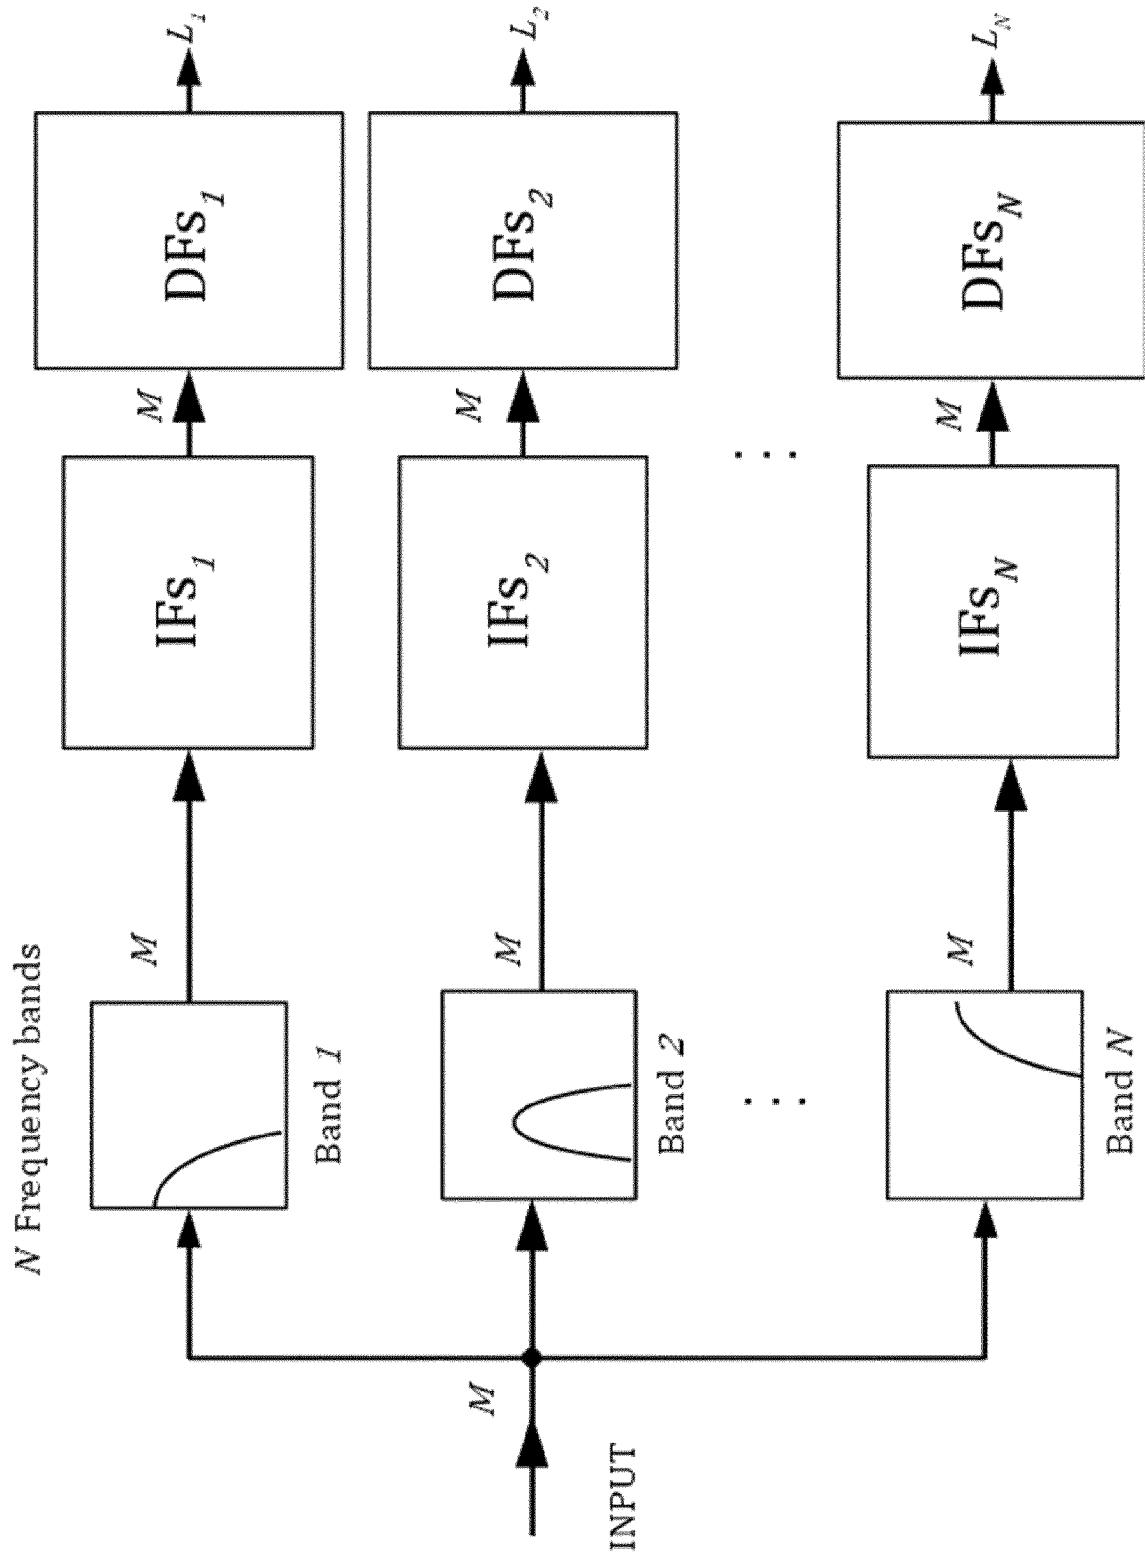 N Frequency bands
M
Band 1
M
IFs1
M
DFs1
L1
INPUT
M
Band 2
M
IFs2
M
DFs2
L2
. . .
. . .
Band N
M
IFsN
M
DFsN
LN